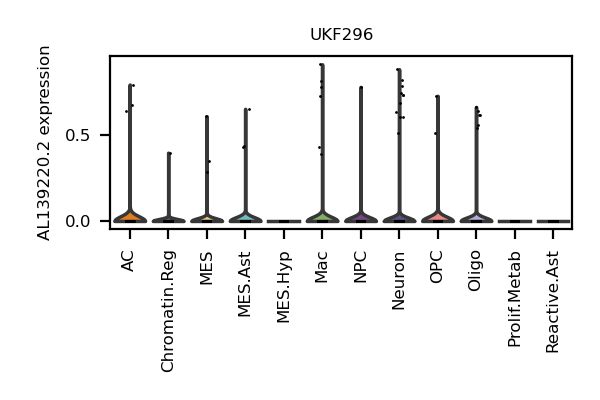 UKF296
AL139220.2 expression
0.5
0.0
AC
Chromatin.Reg
MES
MES.Ast
MES.Hyp
Mac
NPC
Neuron
OPC
Oligo
Prolif.Metab
Reactive.Ast